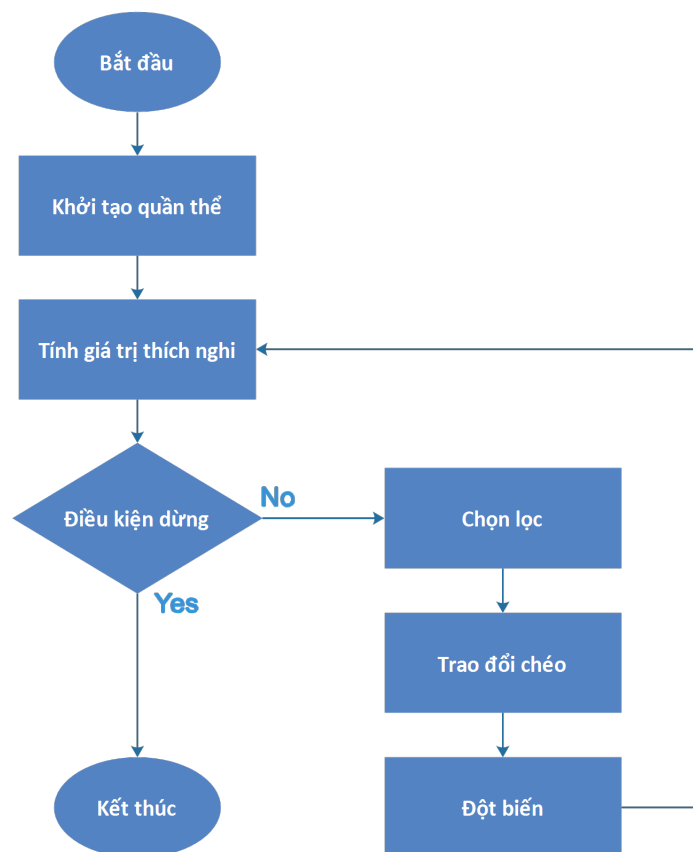 Bắt đầu
Khởi tạo quần thể
Tính giá trị thích nghi
Điều kiện dừng
No
Chọn lọc
Yes
Trao đổi chéo
Kết thúc
Đột biến